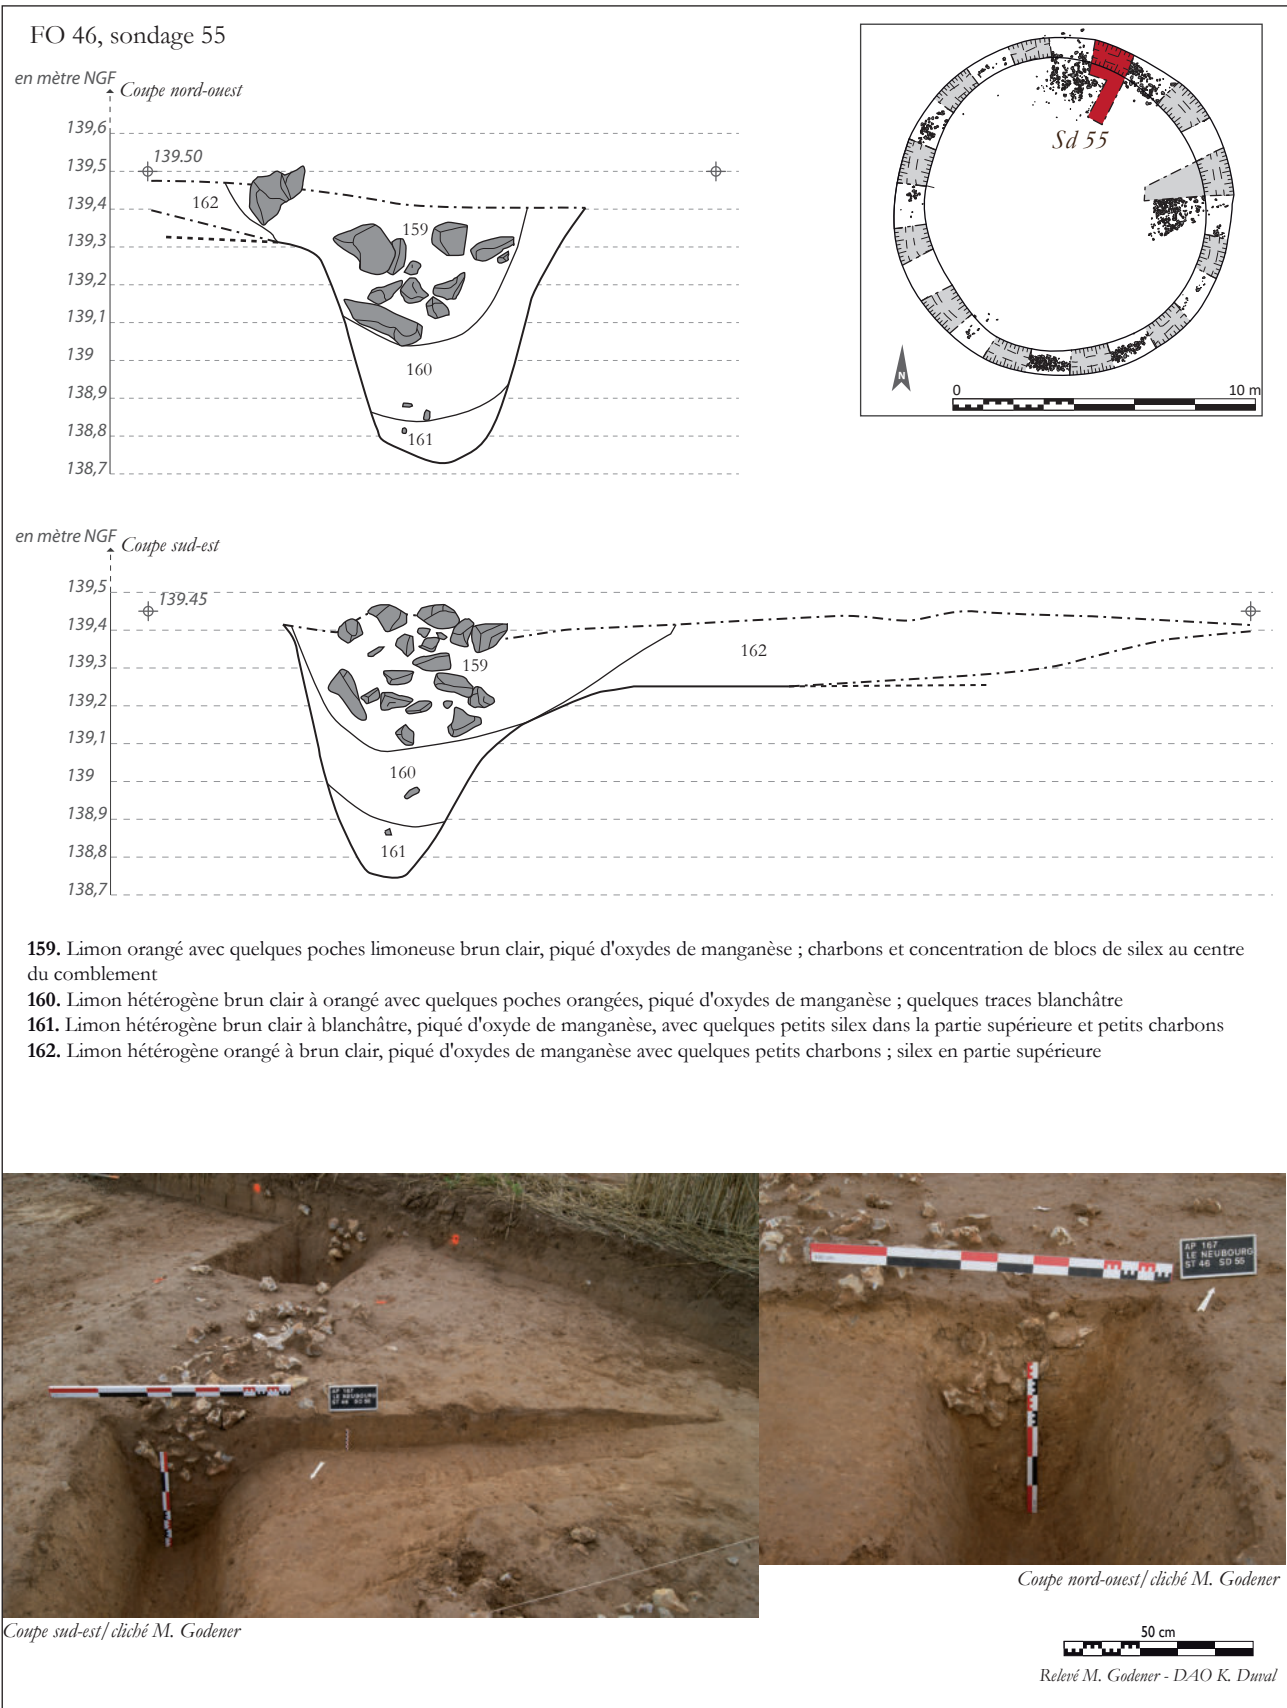 FO 46, sondage 55
en mètre NGF
Coupe nord-ouest
139,6
139,5
139.50
139,4
162
159
139,3
139,2
139,1
139
160
138,9
138,8
161
138,7
Sd 55
N
0
10 m
en mètre NGF
Coupe sud-est
139,5
139.45
139,4
162
139,3
159
139,2
139,1
139
160
138,9
138,8
161
138,7
159. Limon orangé avec quelques poches limoneuse brun clair, piqué d'oxydes de manganèse ; charbons et concentration de blocs de silex au centre
du comblement
160. Limon hétérogène brun clair à orangé avec quelques poches orangées, piqué d'oxydes de manganèse ; quelques traces blanchâtre
161. Limon hétérogène brun clair à blanchâtre, piqué d'oxyde de manganèse, avec quelques petits silex dans la partie supérieure et petits charbons
162. Limon hétérogène orangé à brun clair, piqué d'oxydes de manganèse avec quelques petits charbons ; silex en partie supérieure
AP 167
LE NEUBOURG
ST 46 SD 55
AP 167
LE NEUBOURG
ST 46 SD 55
Coupe nord-ouest/cliché M. Godener
Coupe sud-est/cliché M. Godener
50 cm
Relevé M. Godener - DAO K. Duval